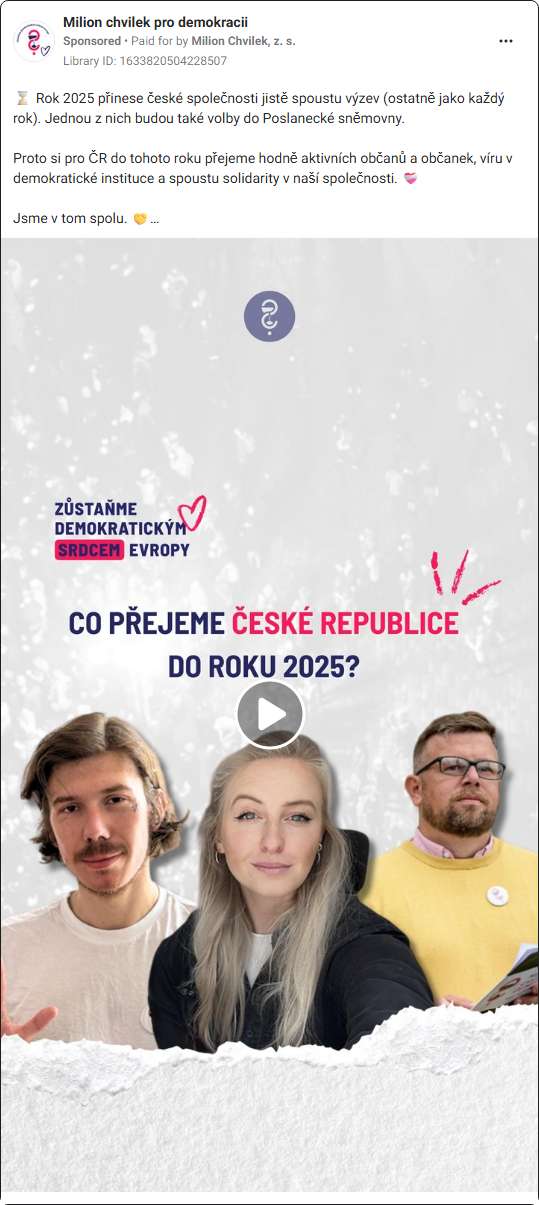 Milion chvilek pro demokracii
Sponsored • Paid for by Milion Chvilek, z. s.
Library ID: 1633820504228507
⏳ Rok 2025 přinese české společnosti jistě spoustu výzev (ostatně jako každý
rok). Jednou z nich budou také volby do Poslanecké sněmovny.
Proto si pro ČR do tohoto roku přejeme hodně aktivních občanů a občanek, víru v
demokratické instituce a spoustu solidarity v naší společnosti. 💝
Jsme v tom spolu. 🤝 ...
ZŮSTAŇME
DEMOKRATICKÝM
SRDCEM EVROPY
CO PŘEJEME ČESKÉ REPUBLICE
DO ROKU 2025?